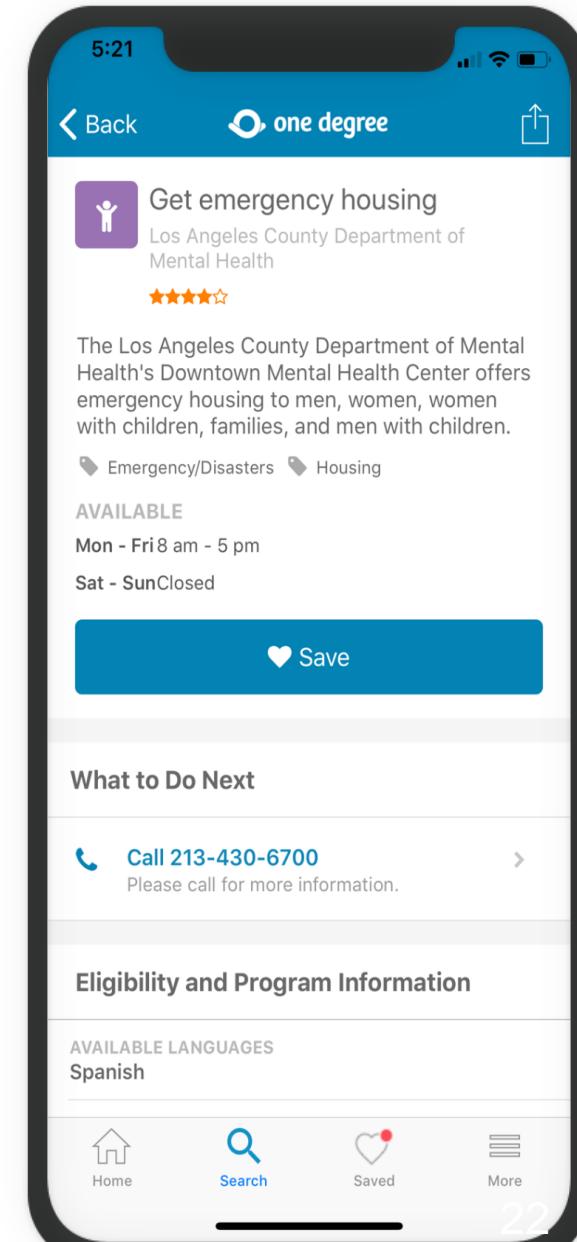 5:21
Back
one degree
Get emergency housing
Los Angeles County Department of
Mental Health
The Los Angeles County Department of Mental
Health's Downtown Mental Health Center offers
emergency housing to men, women, women
with children, families, and men with children.
Emergency/Disasters Housing
AVAILABLE
Mon - Fri 8 am - 5 pm
Sat - Sun Closed
Save
What to Do Next
Call 213-430-6700
Please call for more information.
Eligibility and Program Information
AVAILABLE LANGUAGES
Spanish
Home Search Saved More
22